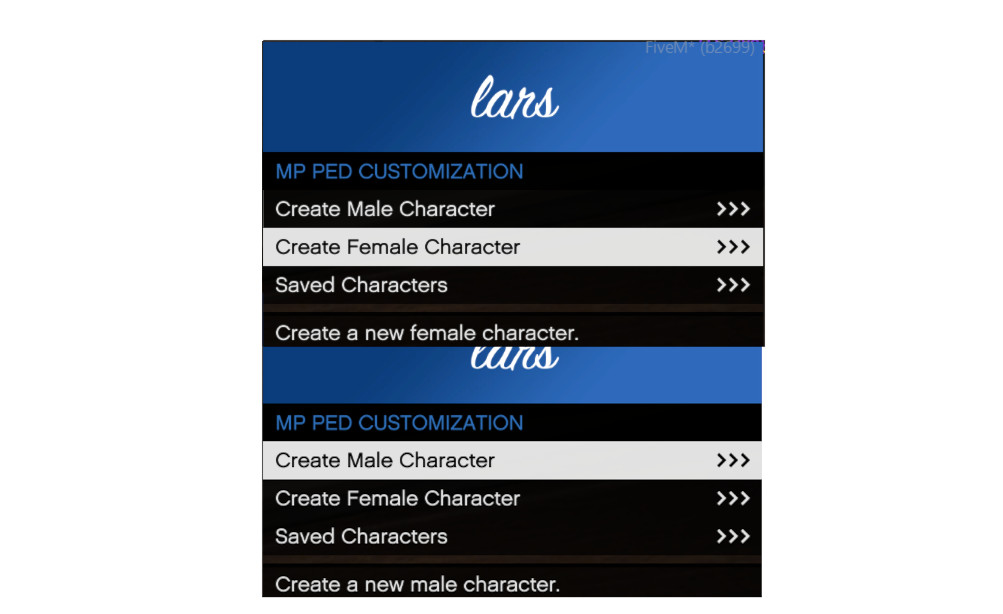 FiveM* (b2699)
lars
MP PED CUSTOMIZATION
Create Male Character >>>
Create Female Character >>>
Saved Characters >>>
Create a new female character.
lars
MP PED CUSTOMIZATION
Create Male Character >>>
Create Female Character >>>
Saved Characters >>>
Create a new male character.